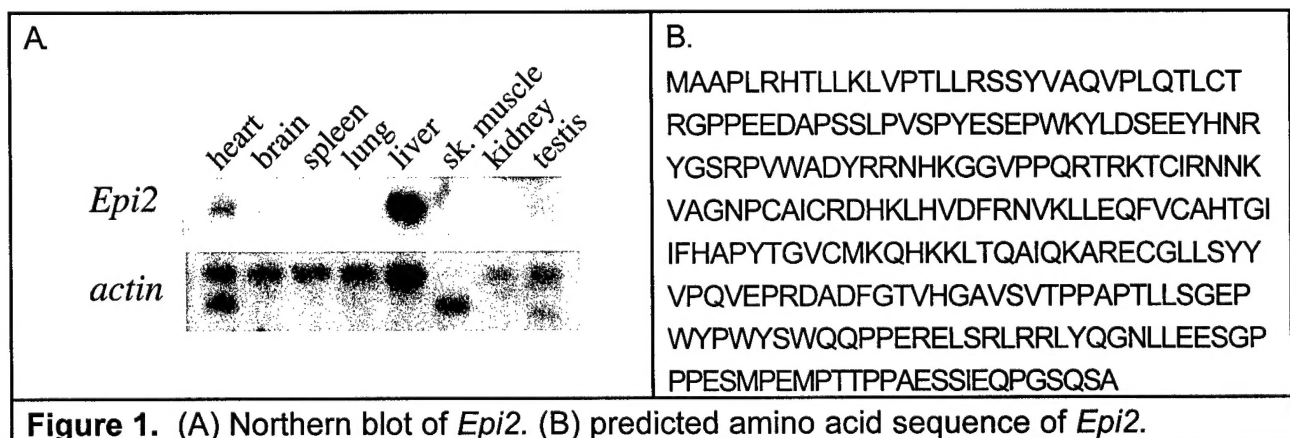 A.
heart brain spleen lung liver sk. muscle kidney testis
Epi2
actin
B.
MAAPLRHTLLKLVPTLLRSSYVAQVPLQTLCT
RGPPEEDAPSSLPVSPYESEPWKYLDSEEYHNR
YGSRPVWADYRRNHKGGVPPQRTRKTCIRNNK
VAGNPCAICRDHKLHVDFRNVKLLEQFVCAHTGI
IFHAPYTGVCMKQHKKLTQAIQKARECGLLSYY
VPQVEPRDADFGTVHGAVSVTPPAPTLLSGEP
WYPWYSWQQPPERELSRLRRLYQGNLLEESGP
PPESMPEMPTTPPAESSIEQPGSQSA
Figure 1. (A) Northern blot of Epi2. (B) predicted amino acid sequence of Epi2.